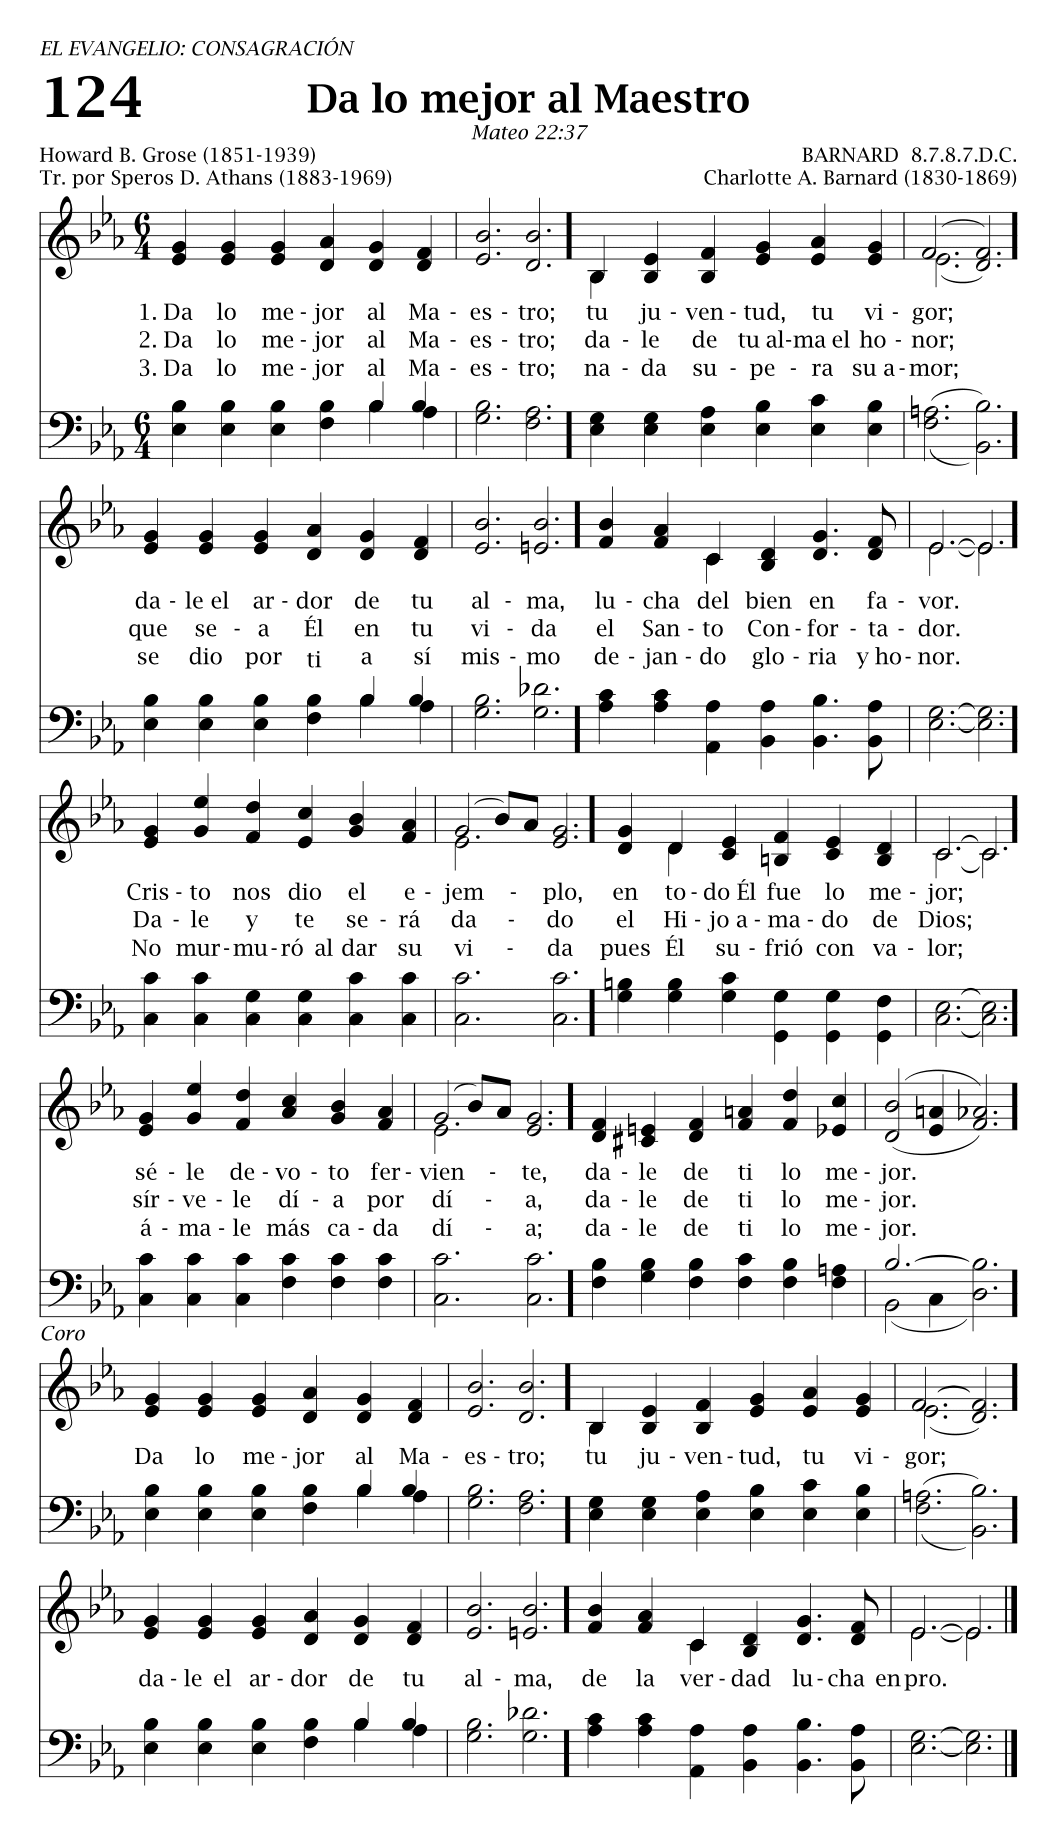 EL EVANGELIO: CONSAGRACIÓN
124
Da lo mejor al Maestro
Mateo 22:37
Howard B. Grose (1851-1939)
BARNARD 8.7.8.7.D.C.
Tr. por Speros D. Athans (1883-1969)
Charlotte A. Barnard (1830-1869)
6
4
1. Da lo me - jor al Ma - es - tro; tu ju - ven - tud, tu vi - gor;
2. Da lo me - jor al Ma - es - tro; da - le de tu al-ma el ho - nor;
3. Da lo me - jor al Ma - es - tro; na - da su - pe - ra su a - mor;
6
4
da - le el ar - dor de tu al - ma, lu - cha del bien en fa - vor.
que se - a Él en tu vi - da el San - to Con - for - ta - dor.
se dio por ti a sí mis - mo de - jan - do glo - ria y ho - nor.
Cris - to nos dio el e - jem - plo, en to - do Él fue lo me - jor;
Da - le y te se - rá da - do el Hi - jo a - ma - do de Dios;
No mur - mu - ró al dar su vi - da pues Él su - frió con va - lor;
sé - le de - vo - to fer - vien - te, da - le de ti lo me - jor.
sír - ve - le dí - a por dí - a, da - le de ti lo me - jor.
á - ma - le más ca - da dí - a; da - le de ti lo me - jor.
Coro
Da lo me - jor al Ma - es - tro; tu ju - ven - tud, tu vi - gor;
da - le el ar - dor de tu al - ma, de la ver - dad lu - cha en pro.